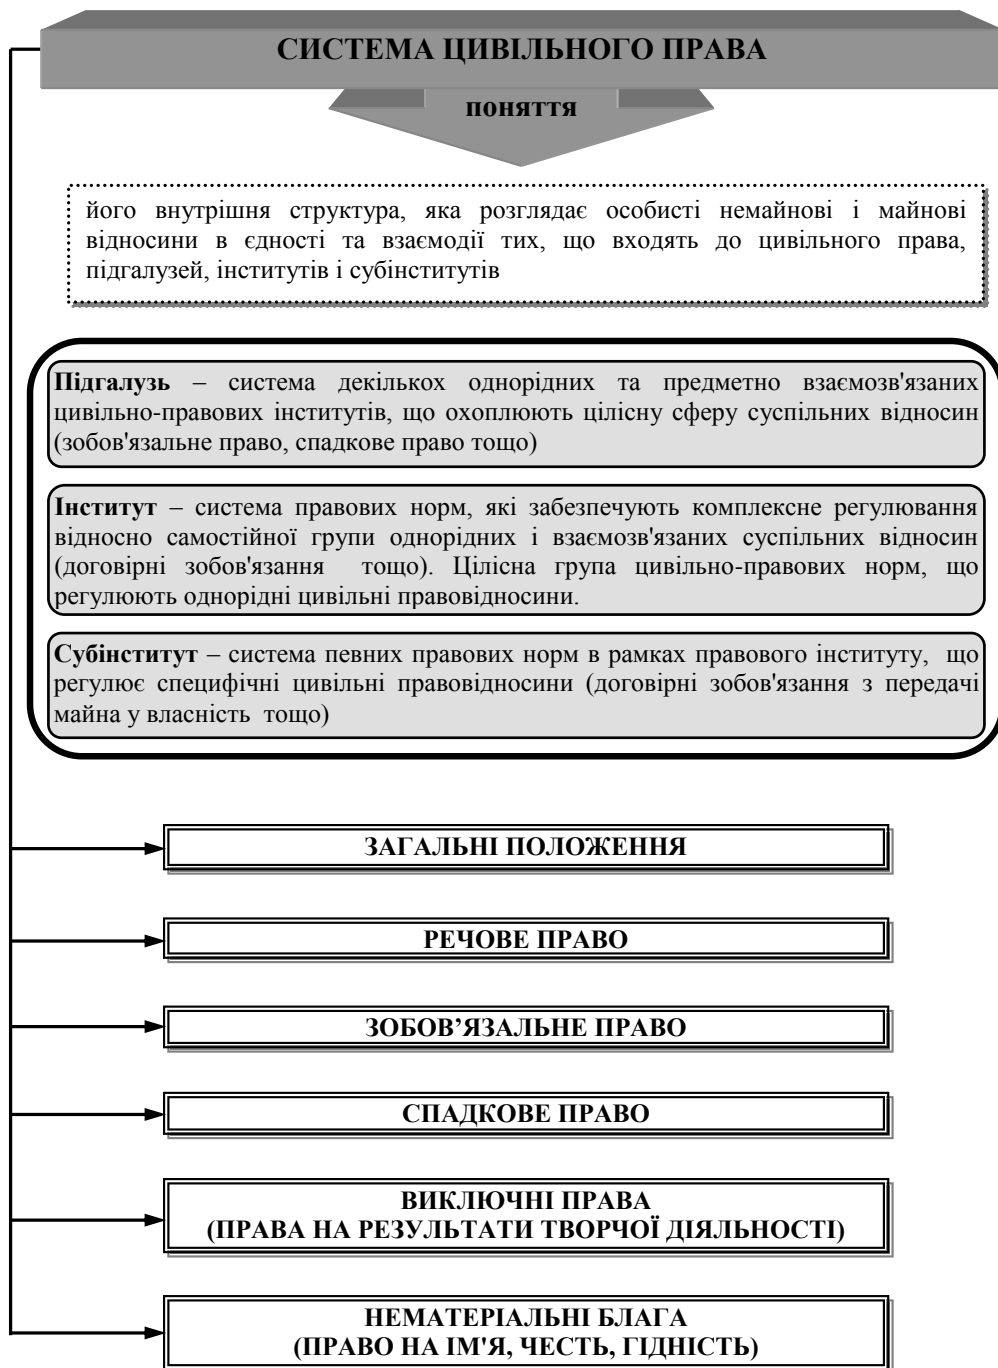 СИСТЕМА ЦИВІЛЬНОГО ПРАВА
поняття
його внутрішня структура, яка розглядає особисті немайнові і майнові
відносини в єдності та взаємодії тих, що входять до цивільного права,
підгалузей, інститутів і субінститутів
Підгалузь – система декількох однорідних та предметно взаємозв'язаних
цивільно-правових інститутів, що охоплюють цілісну сферу суспільних відносин
(зобов'язальне право, спадкове право тощо)
Інститут – система правових норм, які забезпечують комплексне регулювання
відносно самостійної групи однорідних і взаємозв'язаних суспільних відносин
(договірні зобов'язання тощо). Цілісна група цивільно-правових норм, що
регулюють однорідні цивільні правовідносини.
Субінститут – система певних правових норм в рамках правового інституту, що
регулює специфічні цивільні правовідносини (договірні зобов'язання з передачі
майна у власність тощо)
ЗАГАЛЬНІ ПОЛОЖЕННЯ
РЕЧОВЕ ПРАВО
ЗОБОВ’ЯЗАЛЬНЕ ПРАВО
СПАДКОВЕ ПРАВО
ВИКЛЮЧНІ ПРАВА
(ПРАВА НА РЕЗУЛЬТАТИ ТВОРЧОЇ ДІЯЛЬНОСТІ)
НЕМАТЕРІАЛЬНІ БЛАГА
(ПРАВО НА ІМ'Я, ЧЕСТЬ, ГІДНІСТЬ)